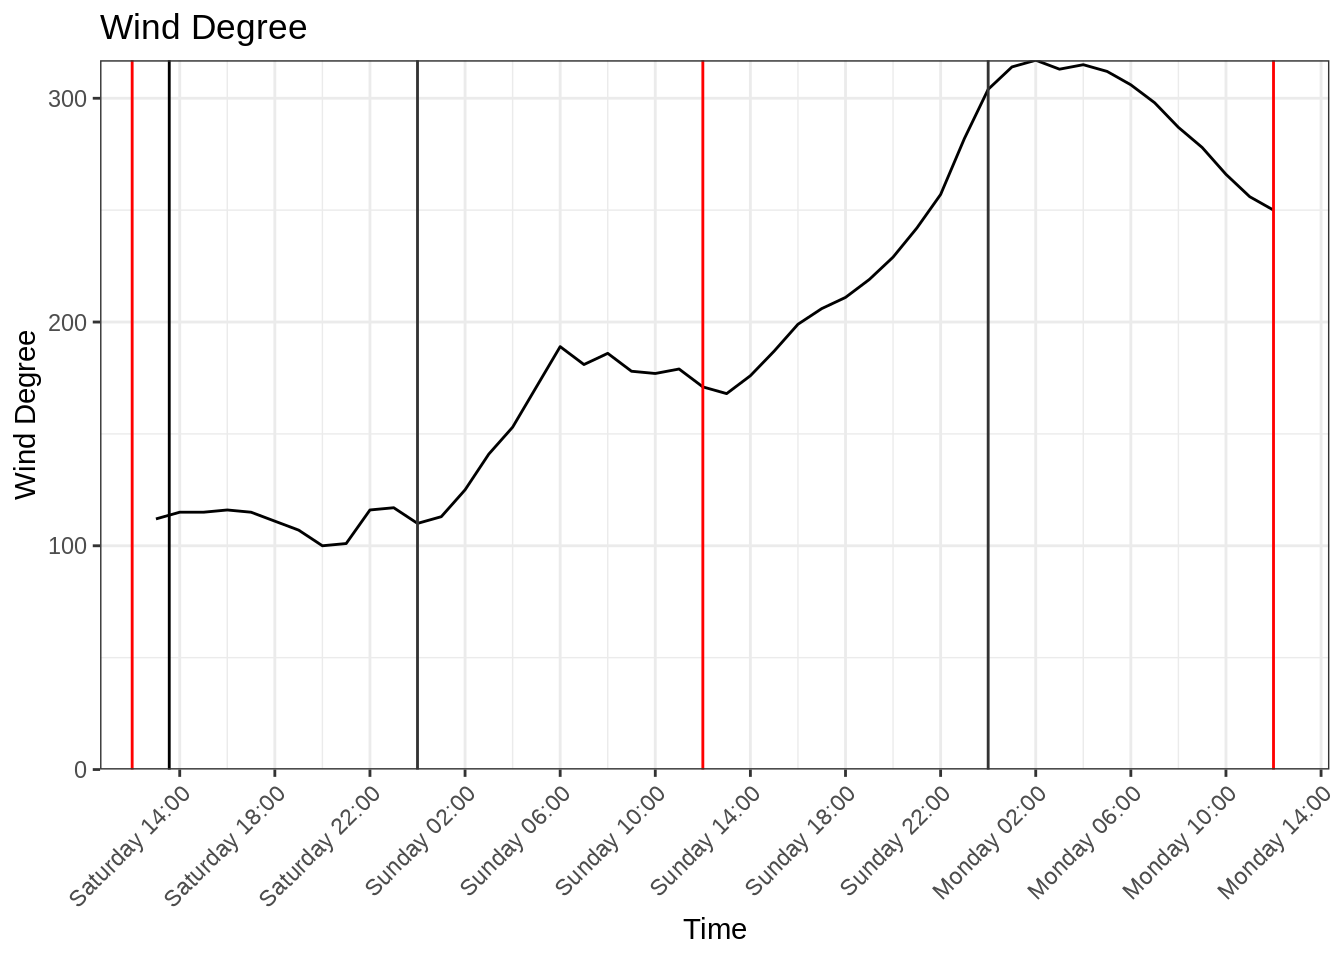 Wind Degree
Wind Degree
300
200
100
0
Saturday 14:00
Saturday 18:00
Saturday 22:00
Sunday 02:00
Sunday 06:00
Sunday 10:00
Sunday 14:00
Sunday 18:00
Sunday 22:00
Monday 02:00
Monday 06:00
Monday 10:00
Monday 14:00
Time